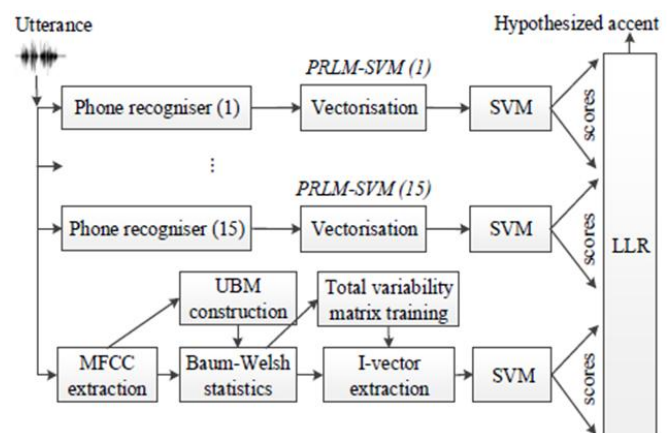 Utterance
Hypothesized accent
PRLM-SVM (1)
Phone recogniser (1)
Vectorisation
SVM
scores
⋮
PRLM-SVM (15)
Phone recogniser (15)
Vectorisation
SVM
scores
LLR
UBM
construction
Total variability
matrix training
MFCC
extraction
Baum-Welsh
statistics
I-vector
extraction
SVM
scores